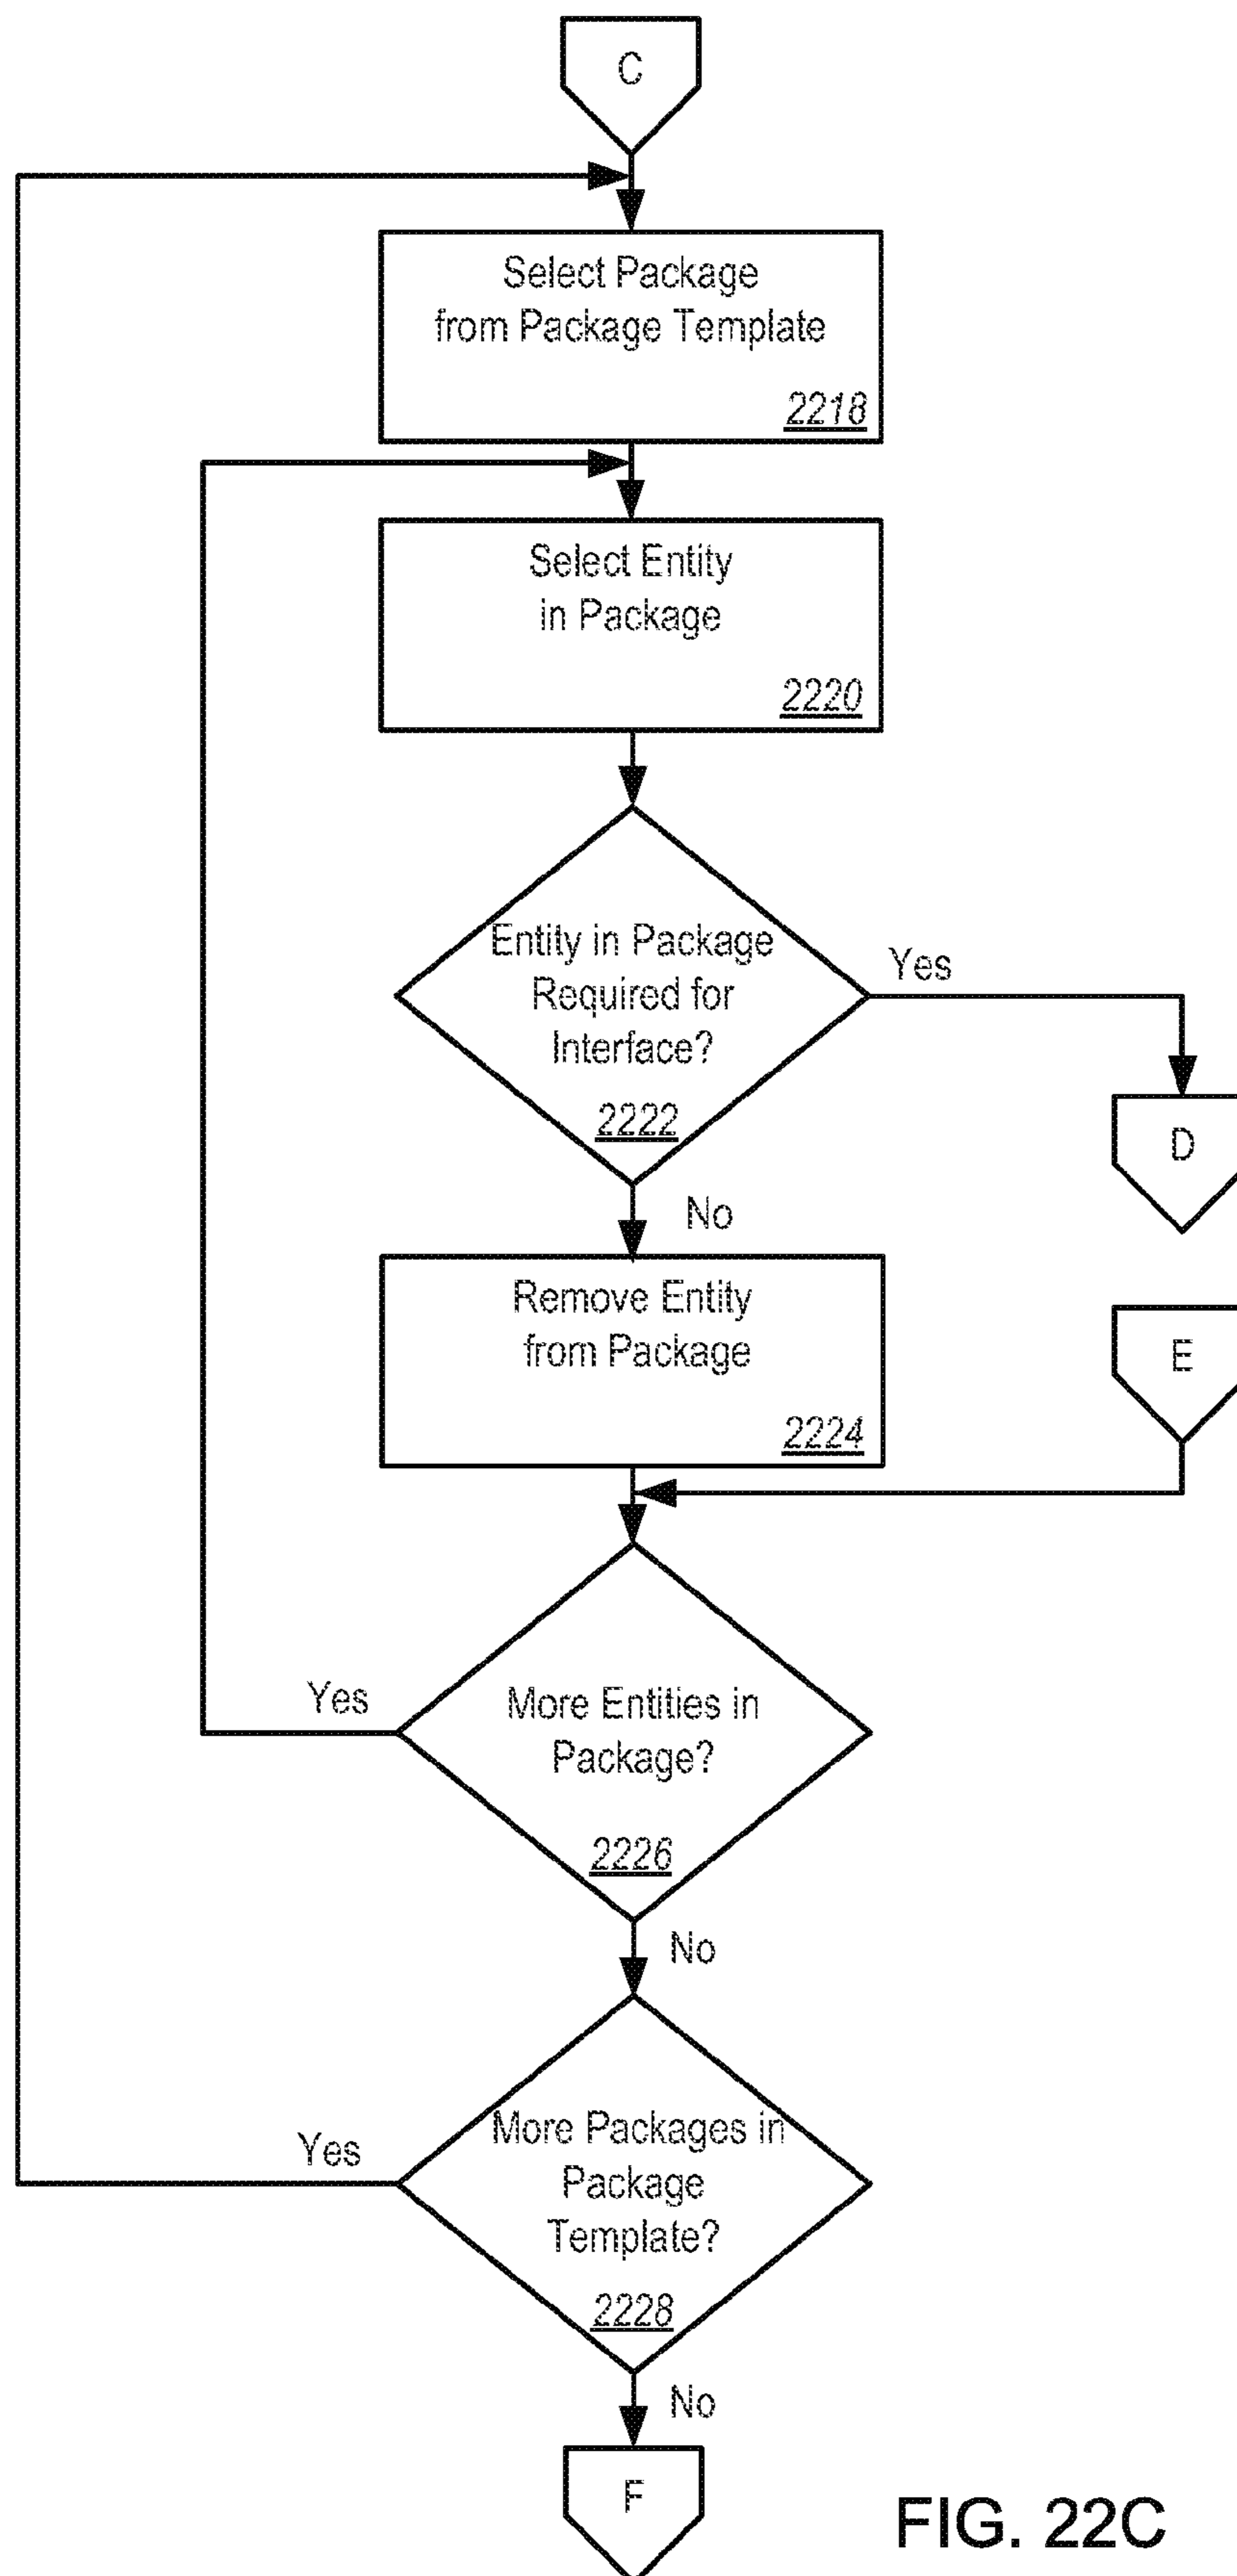 C
Select Package
from Package Template
2218
Select Entity
in Package
2220
Entity in Package
Required for
Interface?
2222
Yes
D
No
Remove Entity
from Package
2224
E
Yes
More Entities in
Package?
2226
No
Yes
More Packages in
Package
Template?
2228
No
F
FIG. 22C